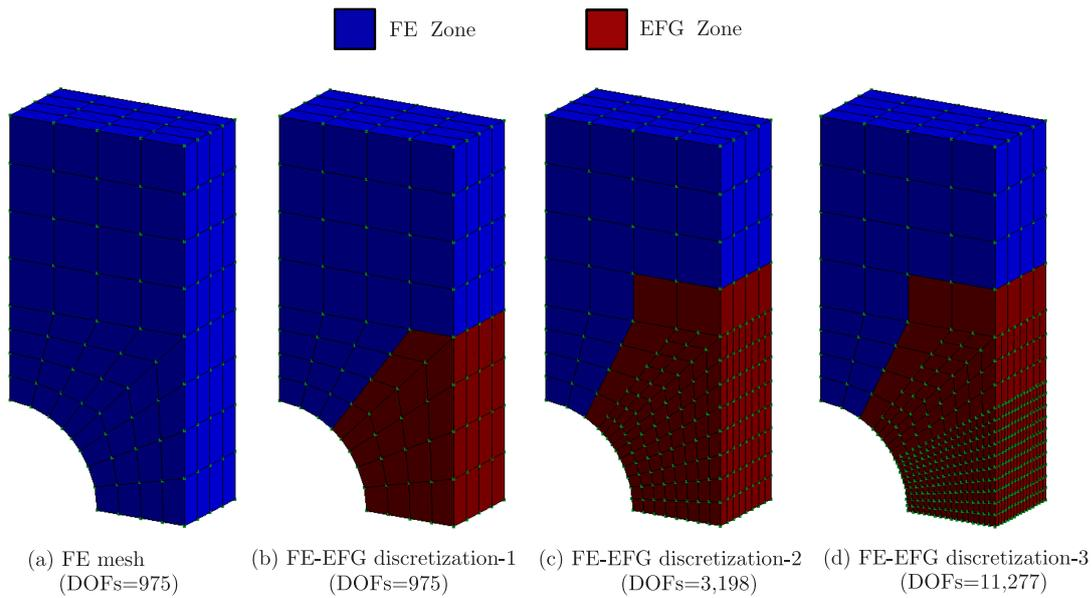 FE Zone
EFG Zone
(a) FE mesh
(DOFs=975)
(b) FE-EFG discretization-1
(DOFs=975)
(c) FE-EFG discretization-2
(DOFs=3,198)
(d) FE-EFG discretization-3
(DOFs=11,277)